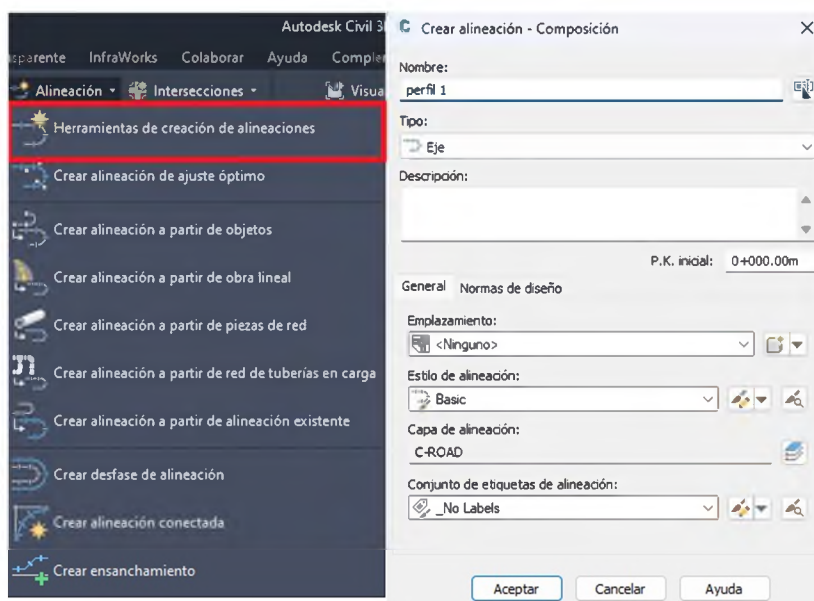 Autodesk Civil 3
Crear alineación - Composición
sparente InfraWorks Colaborar Ayuda Comple
Alineación Intersecciones Visua
Herramientas de creación de alineaciones
Crear alineación de ajuste óptimo
Crear alineación a partir de objetos
Crear alineación a partir de obra lineal
Crear alineación a partir de piezas de red
Crear alineación a partir de red de tuberías en carga
Crear alineación a partir de alineación existente
Crear desfase de alineación
Crear alineación conectada
Crear ensanchamiento
Nombre:
perfil 1
Tipo:
Eje
Descripción:
P.K. inicial: 0+000.00m
General Normas de diseño
Emplazamiento:
<Ninguno>
Estilo de alineación:
Basic
Capa de alineación:
C-ROAD
Conjunto de etiquetas de alineación:
_No Labels
Aceptar Cancelar Ayuda